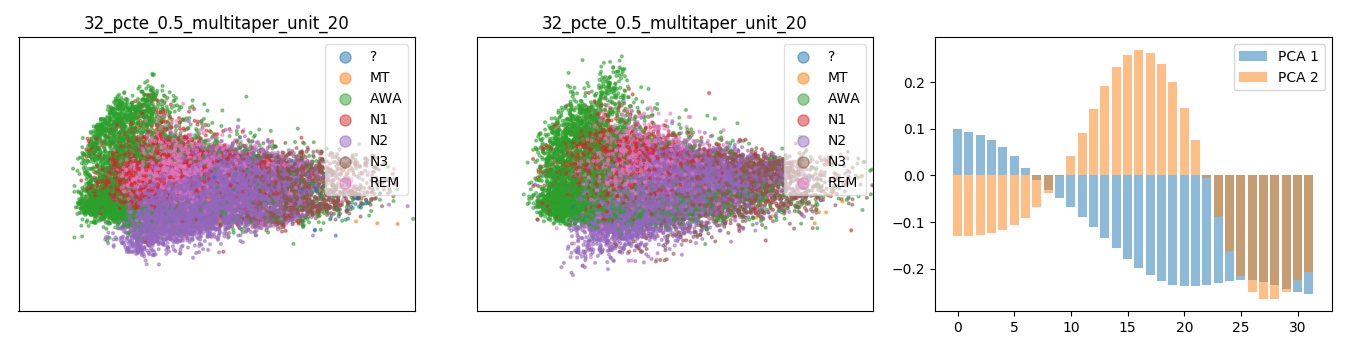 32_pcte_0.5_multitaper_unit_20
?
MT
AWA
N1
N2
N3
REM
32_pcte_0.5_multitaper_unit_20
?
MT
AWA
N1
N2
N3
REM
PCA 1
PCA 2
0.2
0.1
0.0
−0.1
−0.2
0 5 10 15 20 25 30